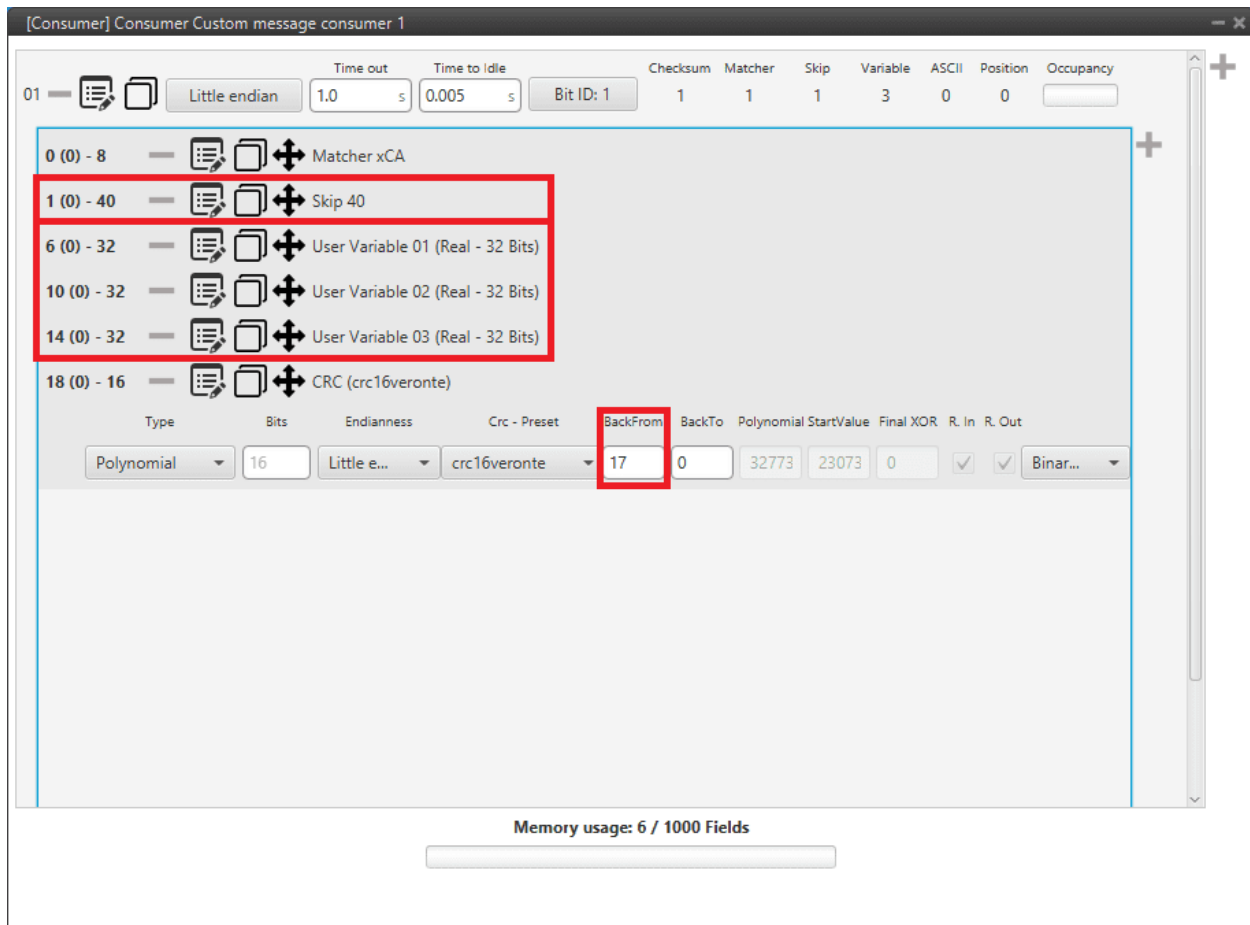 [Consumer] Consumer Custom message consumer 1
Time out Time to Idle Checksum Matcher Skip Variable ASCII Position Occupancy
01 Little endian 1.0 s 0.005 s Bit ID: 1 1 1 1 3 0 0
0 (0) - 8 Matcher xCA
1 (0) - 40 Skip 40
6 (0) - 32 User Variable 01 (Real - 32 Bits)
10 (0) - 32 User Variable 02 (Real - 32 Bits)
14 (0) - 32 User Variable 03 (Real - 32 Bits)
18 (0) - 16 CRC (crc16veronte)
Type Bits Endianness Crc - Preset BackFrom BackTo Polynomial StartValue Final XOR R. In R. Out
Polynomial 16 Little e... crc16veronte 17 0 32773 23073 0 Binar...
Memory usage: 6 / 1000 Fields